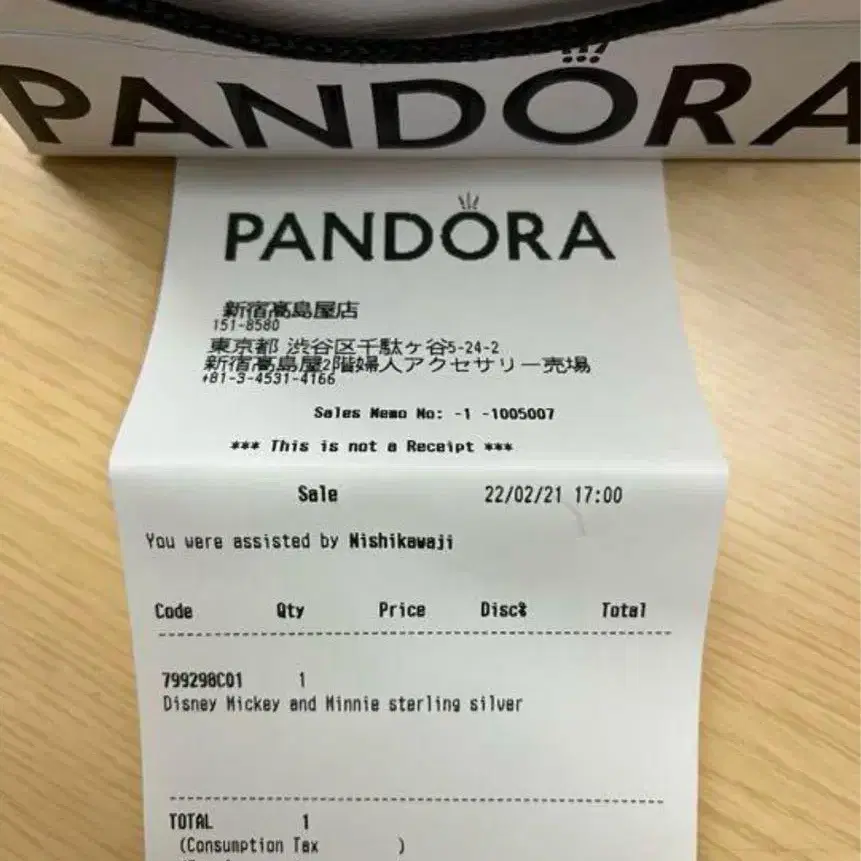 PANDORA
PANDORA
新宿高島屋店
151-8580
東京都 渋谷区千駄ヶ谷5-24-2
新宿高島屋2階婦人アクセサリー売場
+81-3-4531-4166
Sales Memo No: -1 -1005007
*** This is not a Receipt ***
Sale 22/02/21 17:00
You were assisted by Nishikawaji
Code Qty Price Disc% Total
799298C01 1
Disney Mickey and Minnie sterling silver
TOTAL 1
(Consumption Tax )